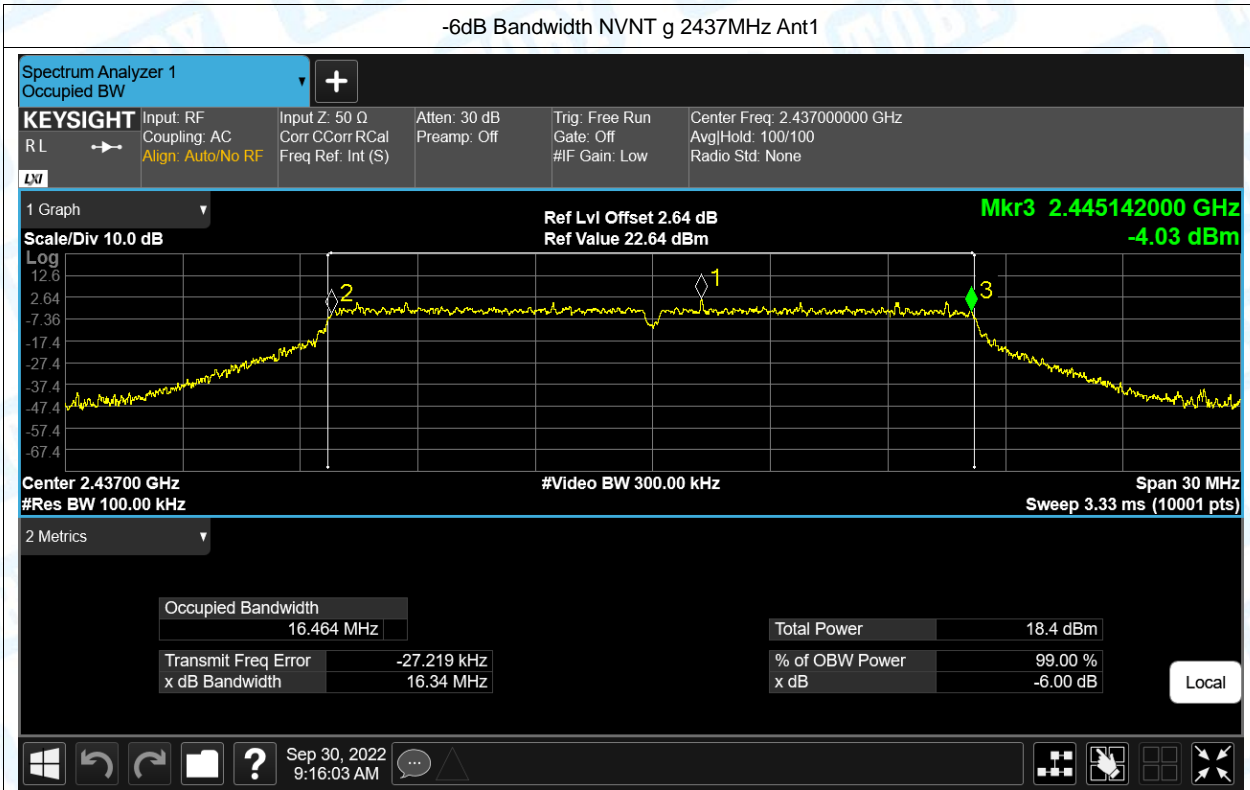 -6dB Bandwidth NVNT g 2437MHz Ant1
Spectrum Analyzer 1
Occupied BW
KEYSIGHT
RL
LXI
Input: RF
Coupling: AC
Align: Auto/No RF
Input Z: 50 Ω
Corr CCorr RCal
Freq Ref: Int (S)
Atten: 30 dB
Preamp: Off
Trig: Free Run
Gate: Off
#IF Gain: Low
Center Freq: 2.437000000 GHz
Avg|Hold: 100/100
Radio Std: None
1 Graph
Scale/Div 10.0 dB
Ref Lvl Offset 2.64 dB
Ref Value 22.64 dBm
Mkr3 2.445142000 GHz
-4.03 dBm
Log
12.6
2.64
-7.36
-17.4
-27.4
-37.4
-47.4
-57.4
-67.4
2
1
3
Center 2.43700 GHz
#Res BW 100.00 kHz
#Video BW 300.00 kHz
Span 30 MHz
Sweep 3.33 ms (10001 pts)
2 Metrics
Occupied Bandwidth
16.464 MHz
Transmit Freq Error -27.219 kHz
x dB Bandwidth 16.34 MHz
Total Power 18.4 dBm
% of OBW Power 99.00 %
x dB -6.00 dB
Local
Sep 30, 2022
9:16:03 AM